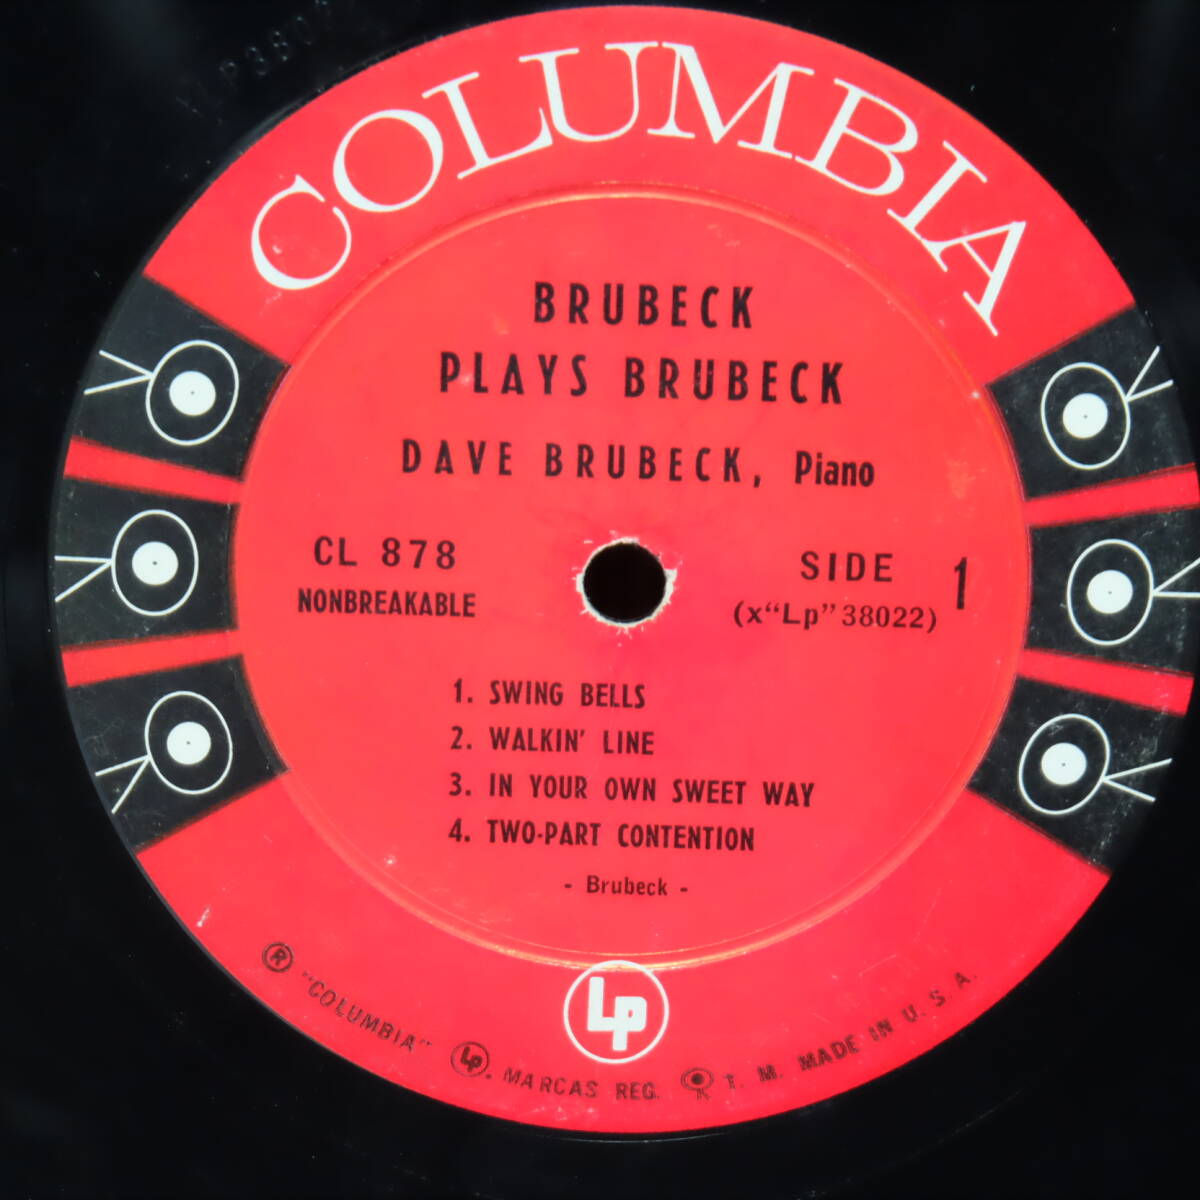 COLUMBIA
BRUBECK
PLAYS BRUBECK
DAVE BRUBECK, Piano
CL 878
NONBREAKABLE
SIDE 1
(x“Lp” 38022)
1. SWING BELLS
2. WALKIN' LINE
3. IN YOUR OWN SWEET WAY
4. TWO-PART CONTENTION
- Brubeck -
Lp
® "COLUMBIA" Lp. MARCAS REG. T. M. MADE IN U. S. A.